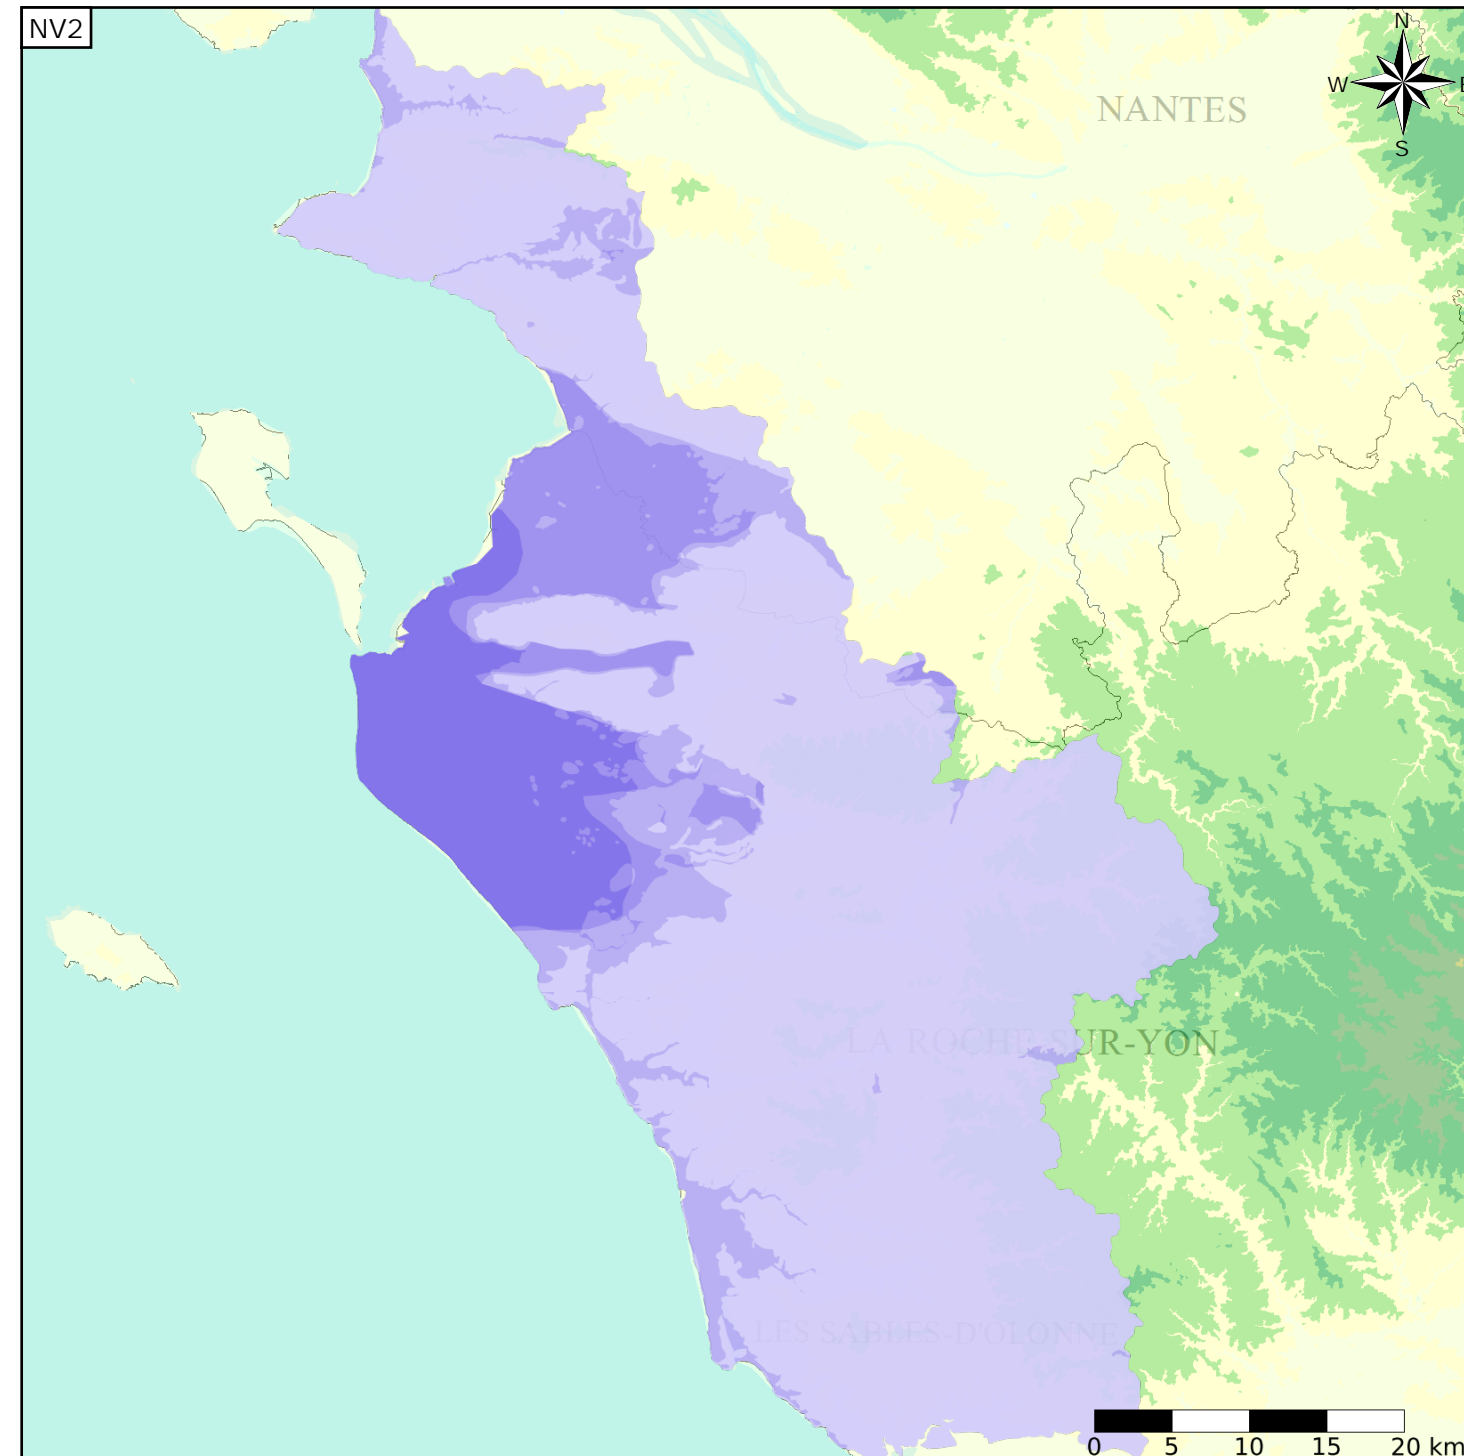 NV2
N
W
E
S
NANTES
LA ROCHE-SUR-YON
LES SABLES-D'OLONNE
0 5 10 15 20 km